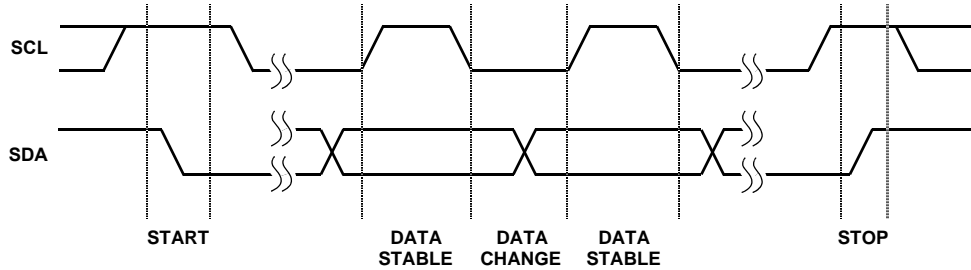 SCL
SDA
START
DATA
STABLE
DATA
CHANGE
DATA
STABLE
STOP